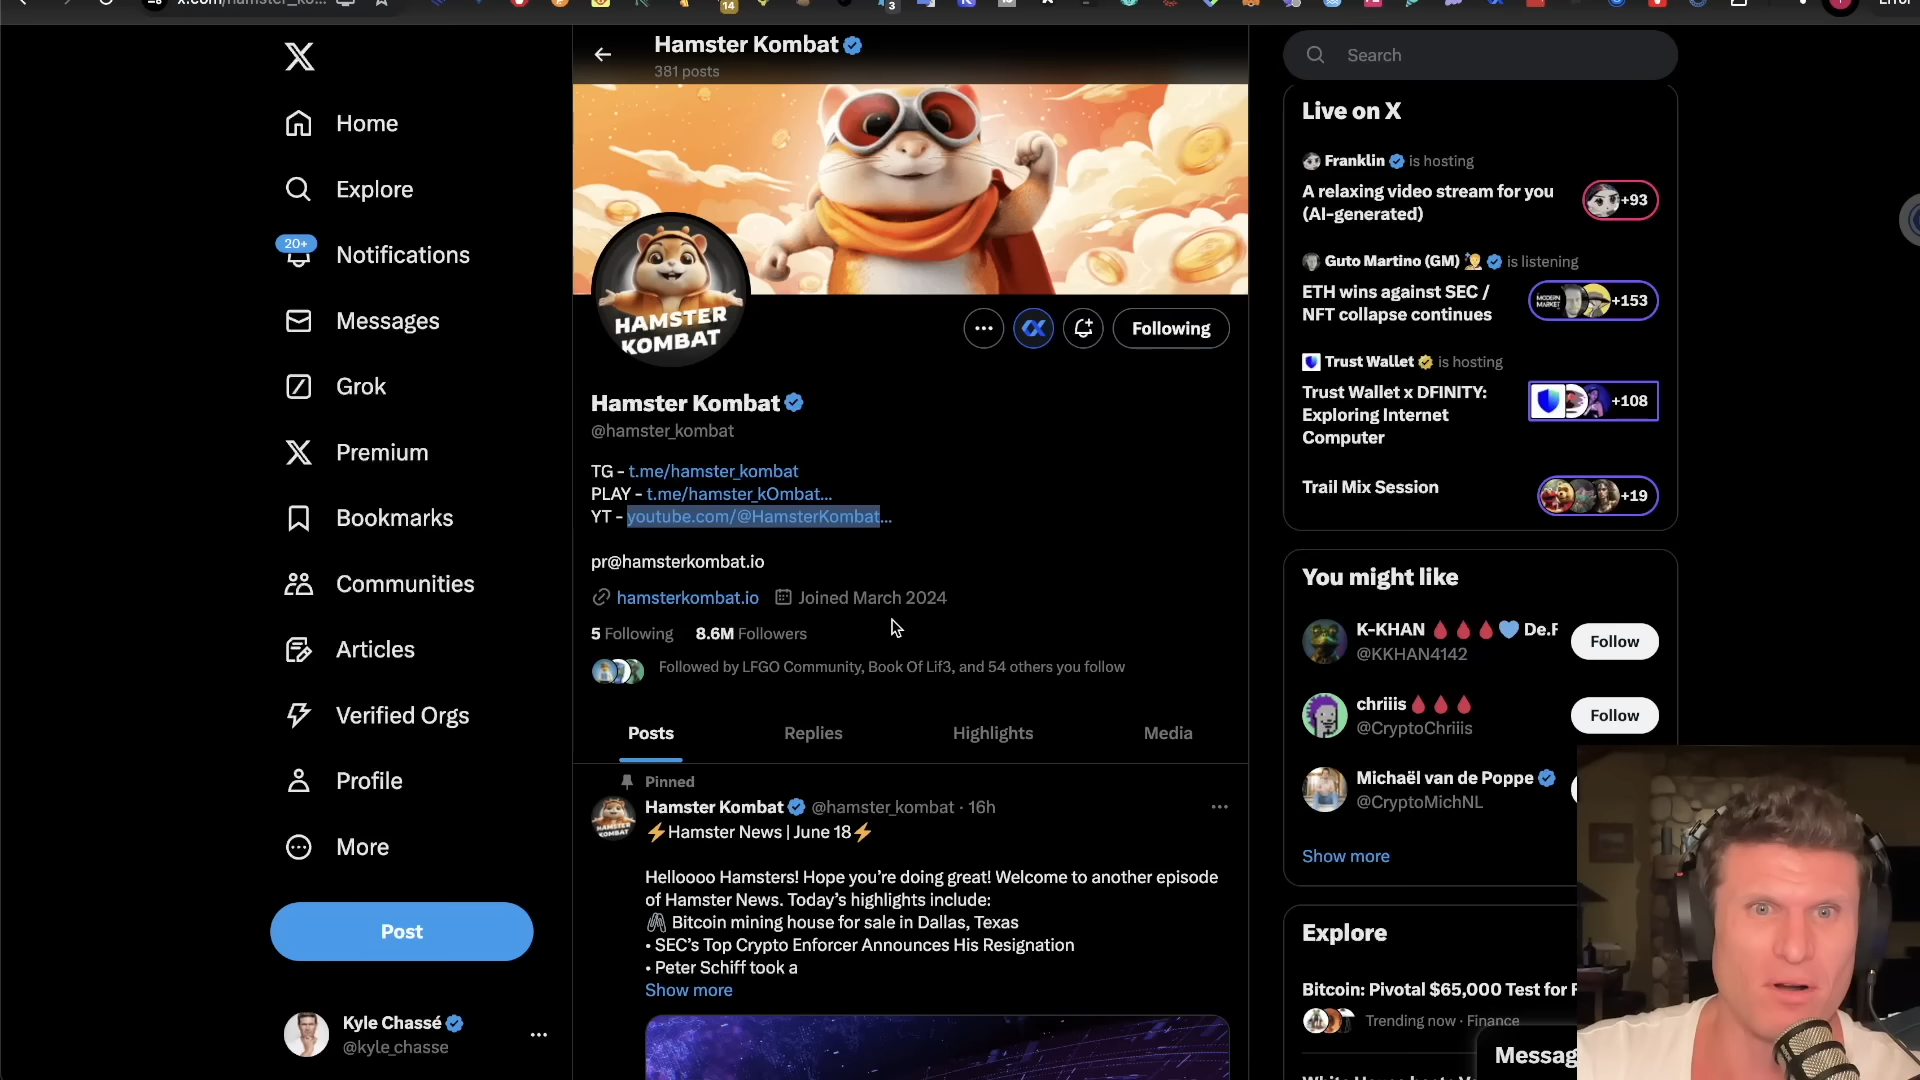 x.com/hamster_ko...
14
3
Error
Home
Explore
20+
Notifications
Messages
Grok
Premium
Bookmarks
Communities
Articles
Verified Orgs
Profile
More
Post
Kyle Chassé
@kyle_chasse
Hamster Kombat
381 posts
HAMSTER
KOMBAT
Following
Hamster Kombat
@hamster_kombat
TG - t.me/hamster_kombat
PLAY - t.me/hamster_kOmbat...
YT - youtube.com/@HamsterKombat...
pr@hamsterkombat.io
hamsterkombat.io Joined March 2024
5 Following 8.6M Followers
Followed by LFGO Community, Book Of Lif3, and 54 others you follow
Posts Replies Highlights Media
Pinned
Hamster Kombat @hamster_kombat · 16h
⚡Hamster News | June 18⚡
Helloooo Hamsters! Hope you're doing great! Welcome to another episode
of Hamster News. Today's highlights include:
Bitcoin mining house for sale in Dallas, Texas
• SEC's Top Crypto Enforcer Announces His Resignation
• Peter Schiff took a
Show more
Search
Live on X
Franklin is hosting
A relaxing video stream for you
(AI-generated)
+93
Guto Martino (GM) is listening
ETH wins against SEC /
NFT collapse continues
MODERN
MARKET
+153
Trust Wallet is hosting
Trust Wallet x DFINITY:
Exploring Internet
Computer
+108
Trail Mix Session
+19
You might like
K-KHAN 🩸🩸🩸💙 De.F
@KKHAN4142
Follow
chriiis 🩸🩸🩸
@CryptoChriiis
Follow
Michaël van de Poppe
@CryptoMichNL
Show more
Explore
Bitcoin: Pivotal $65,000 Test for F
Trending now · Finance
Messag